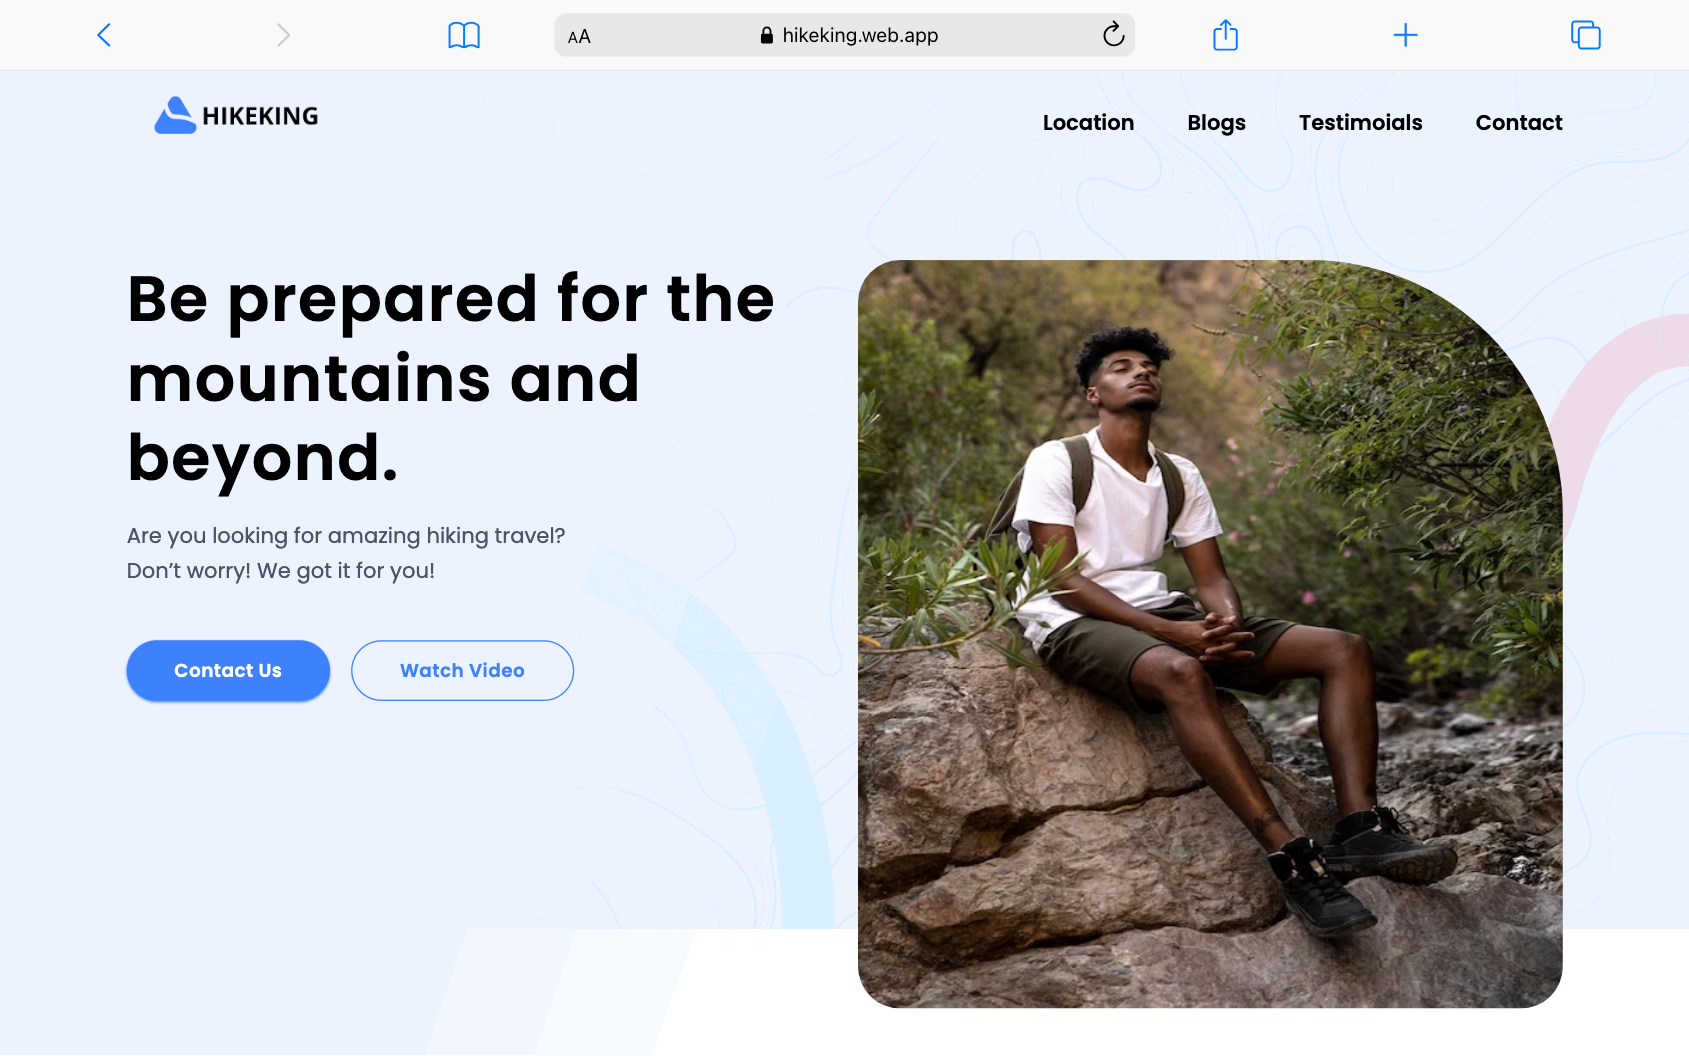 AA
hikeking.web.app
HIKEKING
Location Blogs Testimoials Contact
Be prepared for the
mountains and
beyond.
Are you looking for amazing hiking travel?
Don't worry! We got it for you!
Contact Us Watch Video